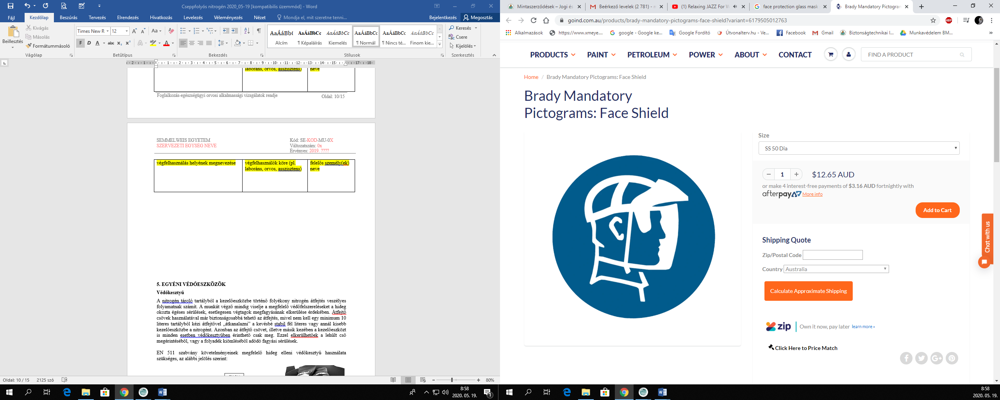 Cseppfolyós nitrogén 2020_05-19 [kompatibilis üzemmód] - Word
Fájl Kezdőlap Beszúrás Tervezés Elrendezés Hivatkozás Levelezés Véleményezés Nézet Mondja el, mit szeretne tenni... Bejelentkezés Megosztás
Beillesztés
Kivágás
Másolás
Formátummásoló
Vágólap
Times New R 12
Betűtípus
Bekezdés
AaÁáBb( AaÁáBbCc AaÁáBbCc AaÁáBbCc AaÁáBbCc AaÁáBbCc
Alcím ¶ Képaláírás Kiemelés ¶ Normál ¶ Nincs té... Finom kie...
Stílusok
Keresés
Csere
Kijelölés
Szerkesztés
laboráns, orvos, asszisztens) neve
Foglalkozás-egészségügyi orvosi alkalmassági vizsgálatok rendje Oldal: 10/15
SEMMELWEIS EGYETEM Kód: SE-KOD-MU-0X
SZERVEZETI EGYSÉG NEVE Változatszám: 0x
Érvényes: 2019. ????
végfelhasználás helyének megnevezése végfelhasználók köre (pl. felelős személy(ek)
laboráns, orvos, asszisztens) neve
5. EGYÉNI VÉDŐESZKÖZÖK
Védőkesztyű
A nitrogén tároló tartályból a kezelőeszközbe történő folyékony nitrogén átfejtés veszélyes
folyamatnak számít. A munkát végző mindig viselje a megfelelő védőfelszereléseket a hideg
okozta égéses sérülések, esetlegesen végtagok megfagyásának elkerülése érdekében. Átfejtő
csövek használatával már biztonságosabbá tehető az átfejtés, mivel nem kell egy minimum 10
literes tartályból kézi átfejtővel „átkanalazni” a kevésbé stabil fél literes vagy annál kisebb
kezelőeszközbe a nitrogént. Azonban az átfejtő csövet, illetve másik kezében a kezelőeszközt
is minden esetben védőkesztyűben érinthető csak meg. Ezzel elkerülhetőek a lehűlt cső
megérintéséből, vagy a folyadék kiömléséből adódó fagyási sérülések.
EN 511 szabvány követelményeinek megfelelő hideg elleni védőkesztyű használata
szükséges, az alábbi jelölés szerint:
Oldal: 10 / 15 2125 szó 80%
8:58
2020. 05. 19.
Mintaszerződések – Jogi és Beérkező levelek (2 781) - (1) Relaxing JAZZ For W face protection glass mask Brady Mandatory Pictogram
goind.com.au/products/brady-mandatory-pictograms-face-shield?variant=6179505012763
Alkalmazások https://www.xmeye.... google - Google ke... Google Fordító Útvonalterv.hu - Ve... Facebook Gmail Biztonságtechnikai I... Munkavédelem BM... »
PRODUCTS PAINT PETROLEUM POWER ABOUT CONTACT FIND A PRODUCT
Home / Brady Mandatory Pictograms: Face Shield
Brady Mandatory
Pictograms: Face Shield
Size
SS 50 Dia
− 1 + $12.65 AUD
or make 4 interest-free payments of $3.16 AUD fortnightly with
afterpay More info
Add to Cart
Shipping Quote
Zip/Postal Code
Country Australia
Calculate Approximate Shipping
zip Own it now, pay later learn more »
Click Here to Price Match
Chat with us
8:58
2020. 05. 19.